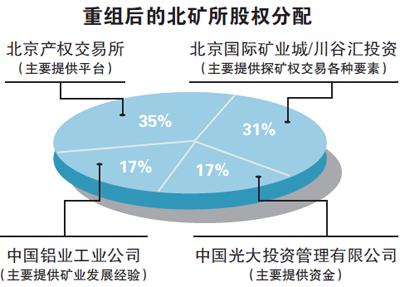 重组后的北矿所股权分配
北京产权交易所
(主要提供平台)
北京国际矿业城/川谷汇投资
(主要提供探矿权交易各种要素)
35%
31%
17%
17%
中国铝业工业公司
(主要提供矿业发展经验)
中国光大投资管理有限公司
(主要提供资金)